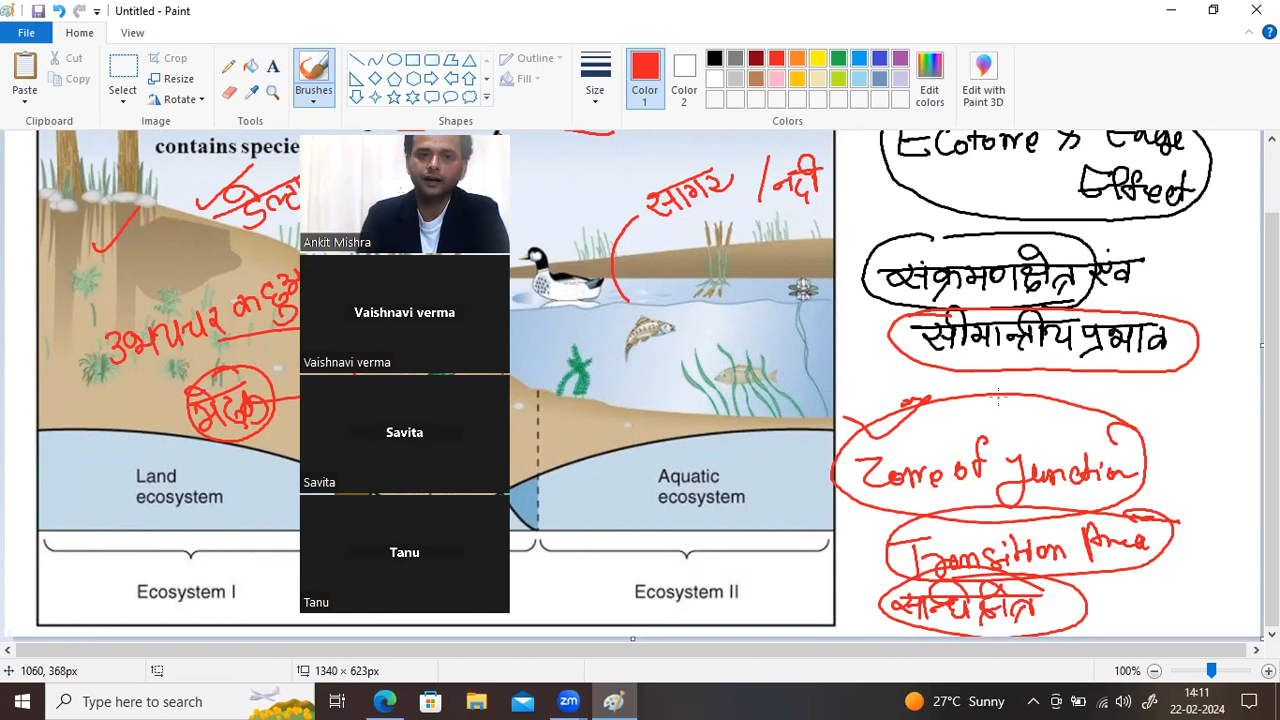 Untitled - Paint
File Home View
Paste
Cut
Copy
Clipboard
Select
Crop
Resize
Rotate
Image
Tools
Brushes
Shapes
Outline
Fill
Size
Color 1
Color 2
Edit colors
Edit with Paint 3D
Colors
contains specie
सागर / नदी
उभयचर
मेंढक
Land ecosystem
Aquatic ecosystem
Ecosystem I
Ecosystem II
Ankit Mishra
Vaishnavi verma
Vaishnavi verma
Savita
Savita
Tanu
Tanu
Edge
Effect
संक्रमण क्षेत्र एंव
सीमान्तीय प्रभाव
Zone of Junction
Transition Area
सन्धि क्षेत्र
1060, 368px
1340 × 623px
100%
Type here to search
27°C Sunny
14:11
22-02-2024